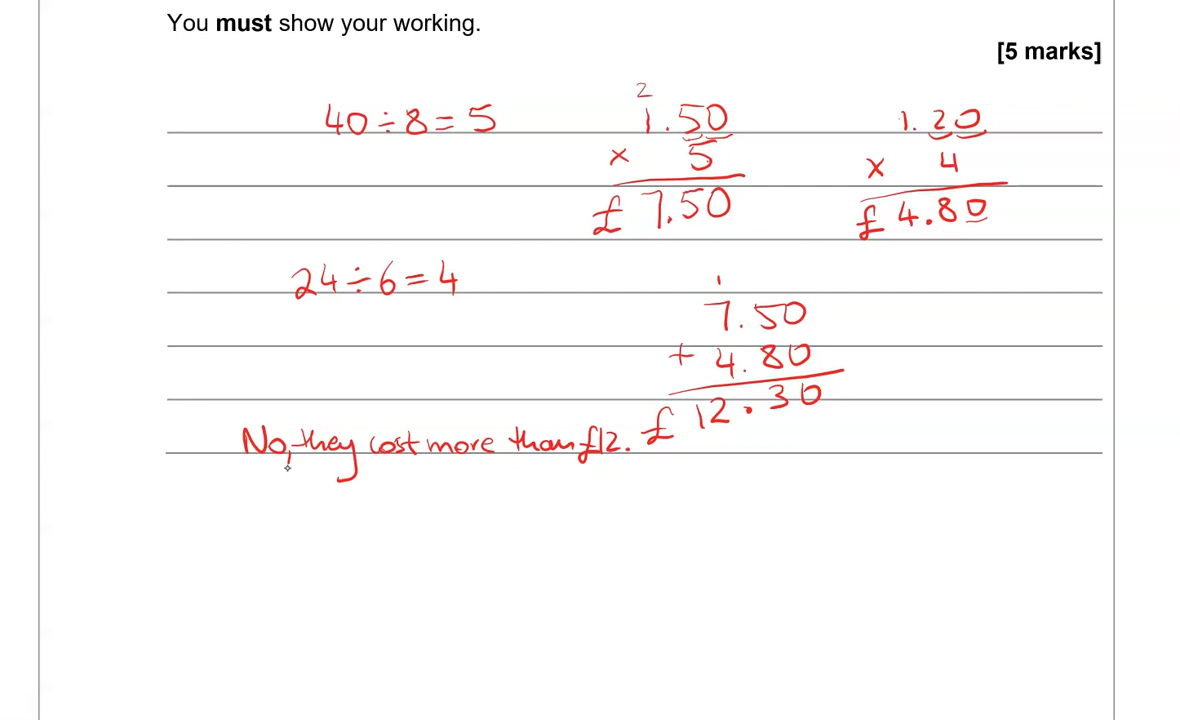 You must show your working.
[5 marks]
40 ÷ 8 = 5
2
1.50
× 5
£ 7.50
1.20
× 4
£ 4.80
24 ÷ 6 = 4
1
7.50
+ 4.80
£ 12.30
No, they cost more than £12.